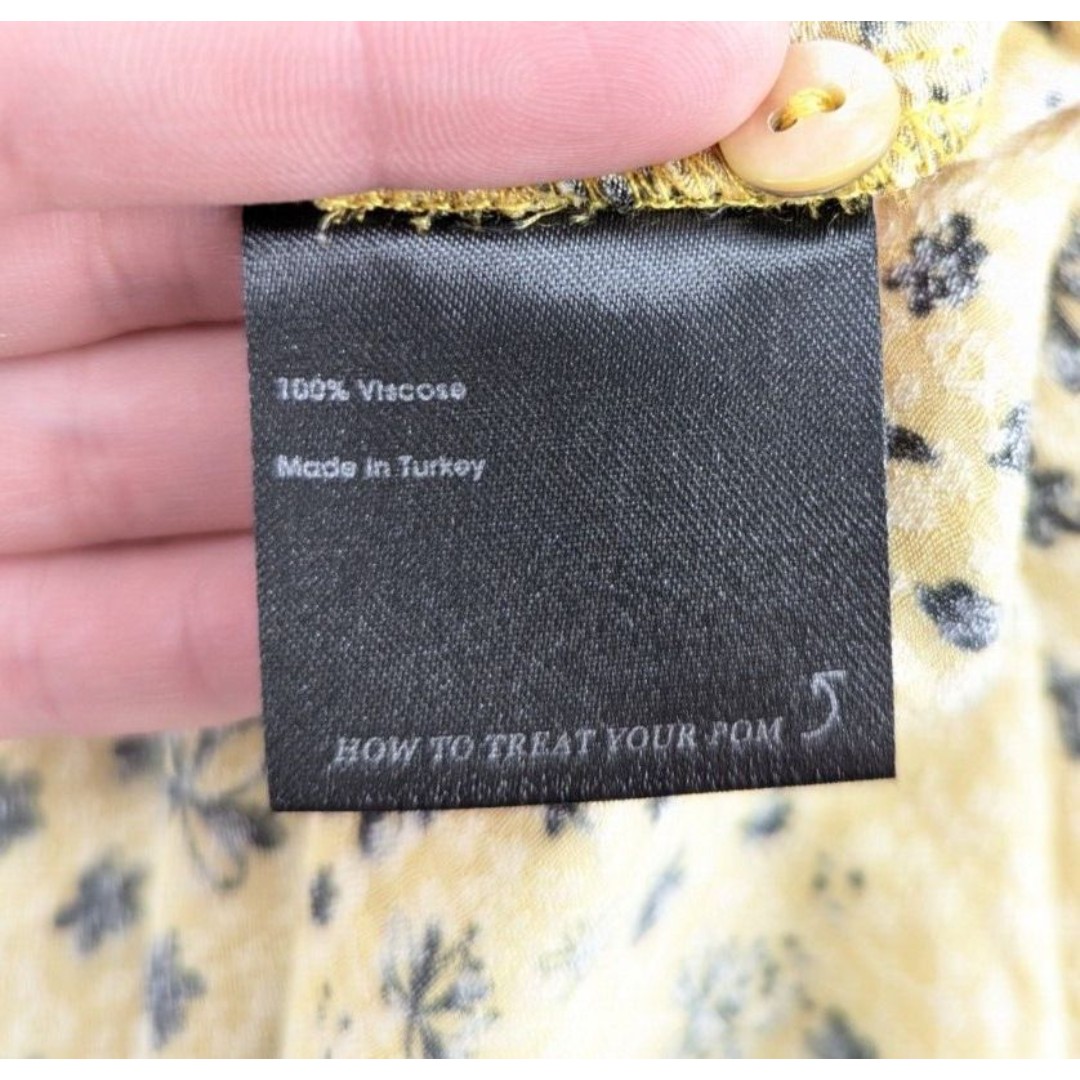 100% Viscose
Made in Turkey
HOW TO TREAT YOUR POM